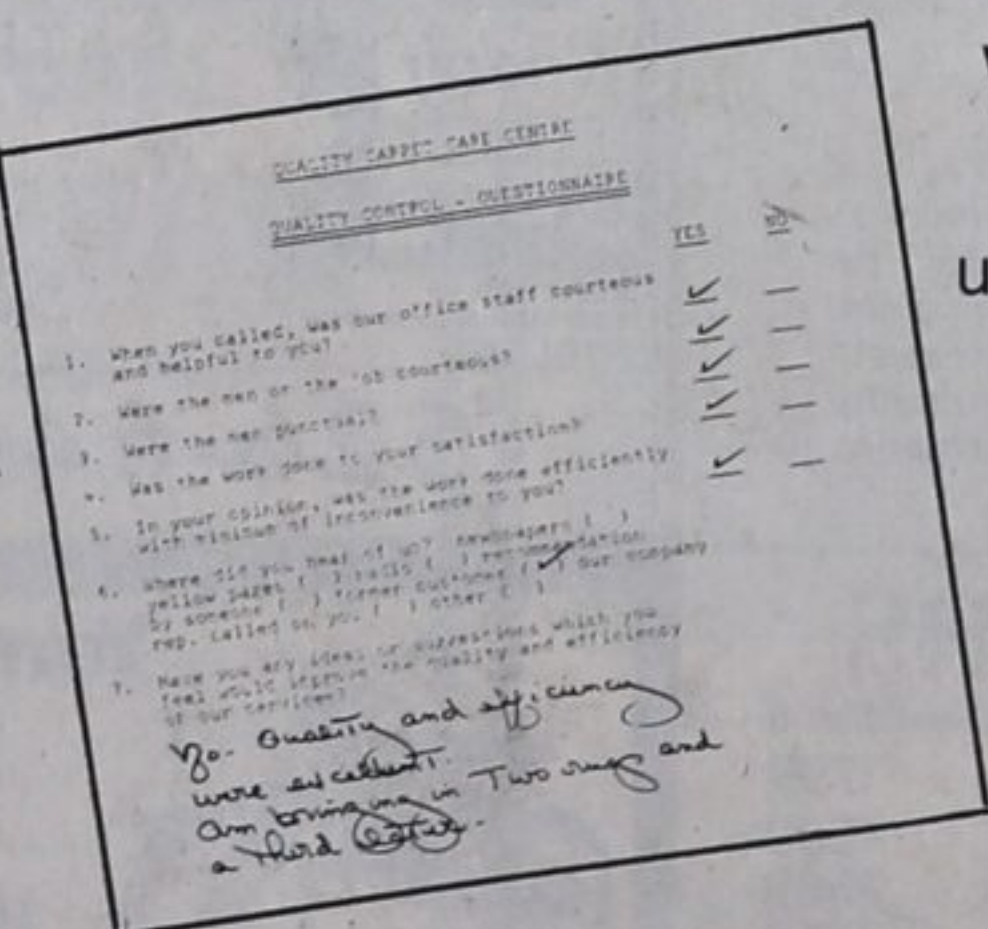 QUALITY CARPET CARE CENTRE
QUALITY CONTROL - QUESTIONNAIRE
YES NO
1. When you called, was our office staff courteous
and helpful to you?
2. Were the men on the job courteous?
3. Were the men punctual?
4. Was the work done to your satisfaction?
5. In your opinion, was the work done efficiently
with minimum of inconvenience to you?
6. Where did you hear of us? newspapers ( )
yellow pages ( ) radio ( ) recommendation
by someone ( ) former customer (✓) our company
rep. called on you ( ) other ( )
7. Have you any ideas or suggestions which you
feel would improve the quality and efficiency
of our services?
No. Quality and efficiency
were excellent.
Am bringing in Two rugs and
a Third later.